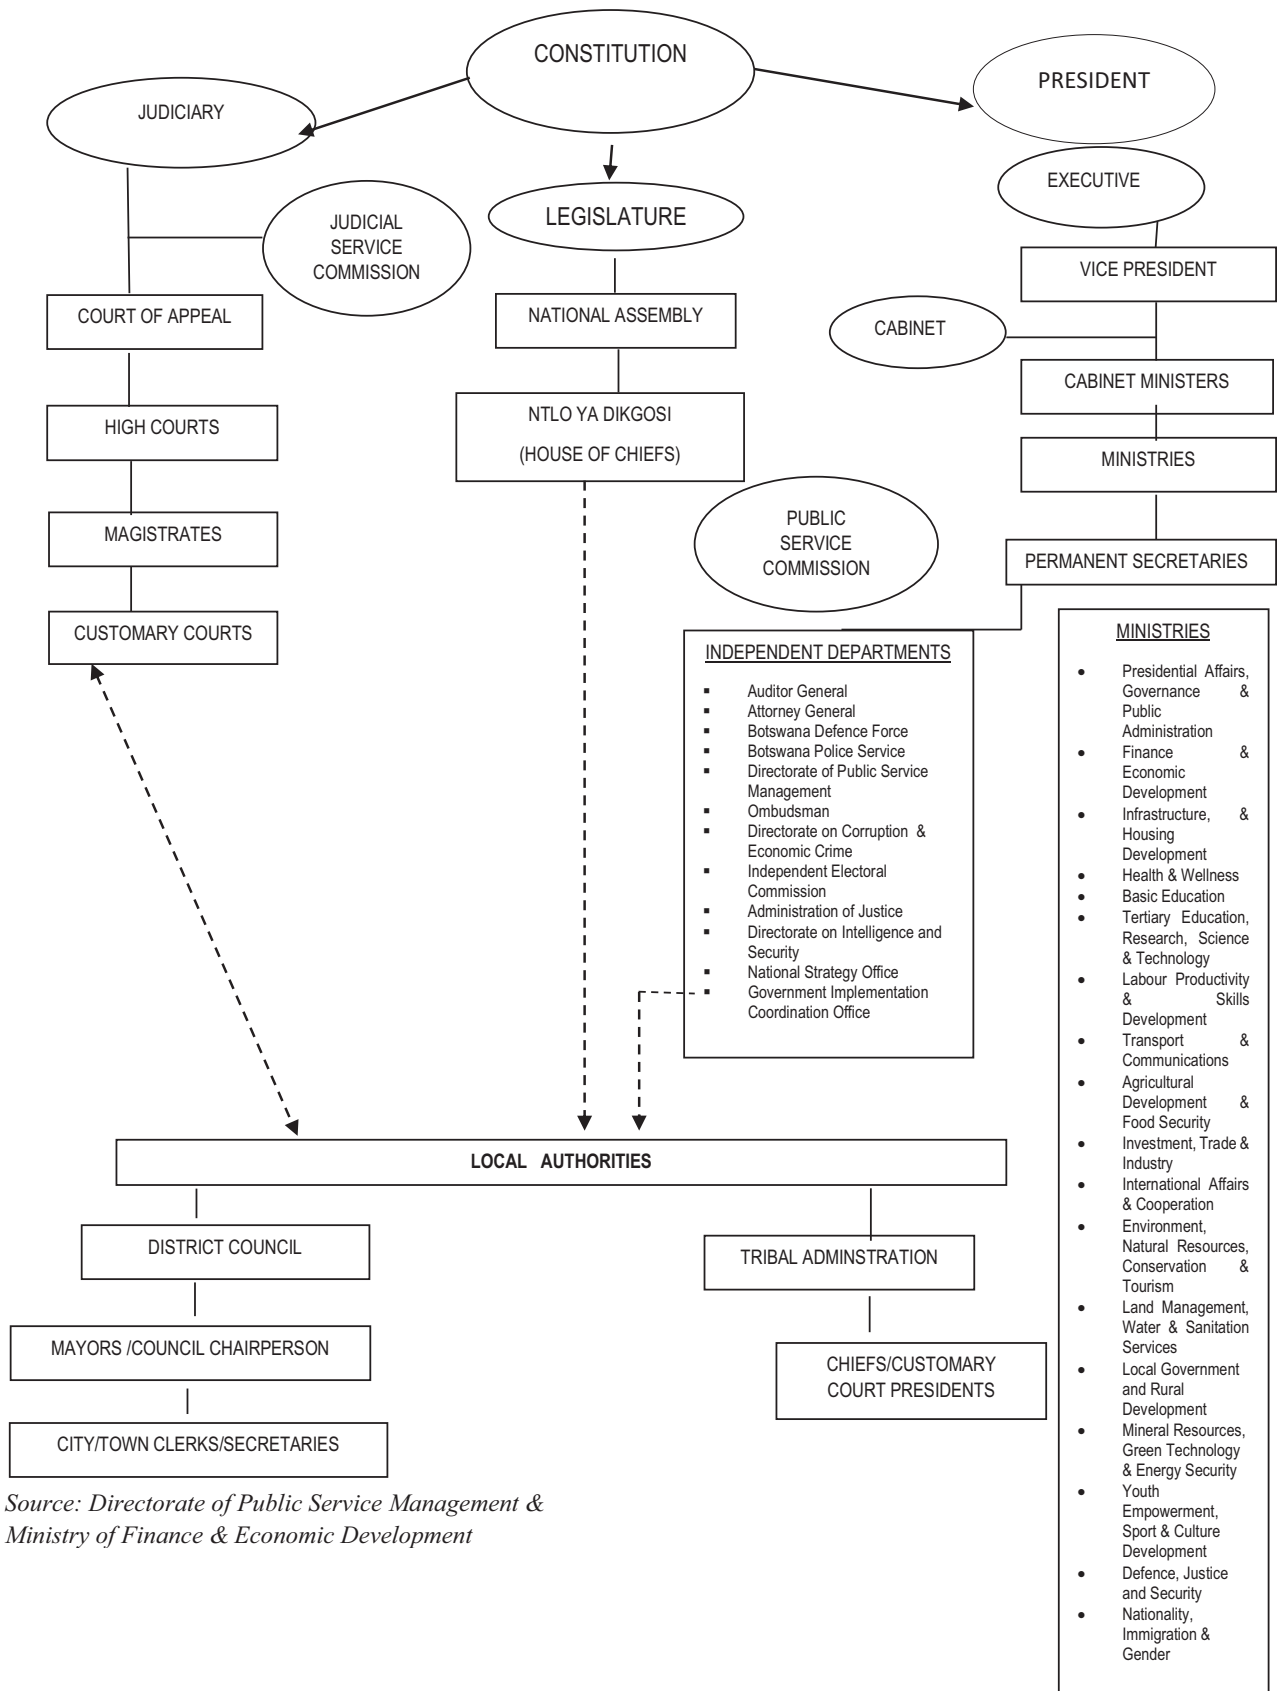 CONSTITUTION
PRESIDENT
JUDICIARY
EXECUTIVE
JUDICIAL
SERVICE
COMMISSION
LEGISLATURE
VICE PRESIDENT
COURT OF APPEAL
NATIONAL ASSEMBLY
CABINET
CABINET MINISTERS
HIGH COURTS
NTLO YA DIKGOSI
(HOUSE OF CHIEFS)
MINISTRIES
MAGISTRATES
PUBLIC
SERVICE
COMMISSION
PERMANENT SECRETARIES
CUSTOMARY COURTS
INDEPENDENT DEPARTMENTS
▪ Auditor General
▪ Attorney General
▪ Botswana Defence Force
▪ Botswana Police Service
▪ Directorate of Public Service
Management
▪ Ombudsman
▪ Directorate on Corruption &
Economic Crime
▪ Independent Electoral
Commission
▪ Administration of Justice
▪ Directorate on Intelligence and
Security
▪ National Strategy Office
▪ Government Implementation
Coordination Office
MINISTRIES
• Presidential Affairs,
Governance &
Public
Administration
• Finance &
Economic
Development
• Infrastructure, &
Housing
Development
• Health & Wellness
• Basic Education
• Tertiary Education,
Research, Science
& Technology
• Labour Productivity
& Skills
Development
• Transport &
Communications
• Agricultural
Development &
Food Security
• Investment, Trade &
Industry
• International Affairs
& Cooperation
• Environment,
Natural Resources,
Conservation &
Tourism
• Land Management,
Water & Sanitation
Services
• Local Government
and Rural
Development
• Mineral Resources,
Green Technology
& Energy Security
• Youth
Empowerment,
Sport & Culture
Development
• Defence, Justice
and Security
• Nationality,
Immigration &
Gender
LOCAL AUTHORITIES
DISTRICT COUNCIL
TRIBAL ADMINSTRATION
MAYORS /COUNCIL CHAIRPERSON
CHIEFS/CUSTOMARY
COURT PRESIDENTS
CITY/TOWN CLERKS/SECRETARIES
Source: Directorate of Public Service Management &
Ministry of Finance & Economic Development